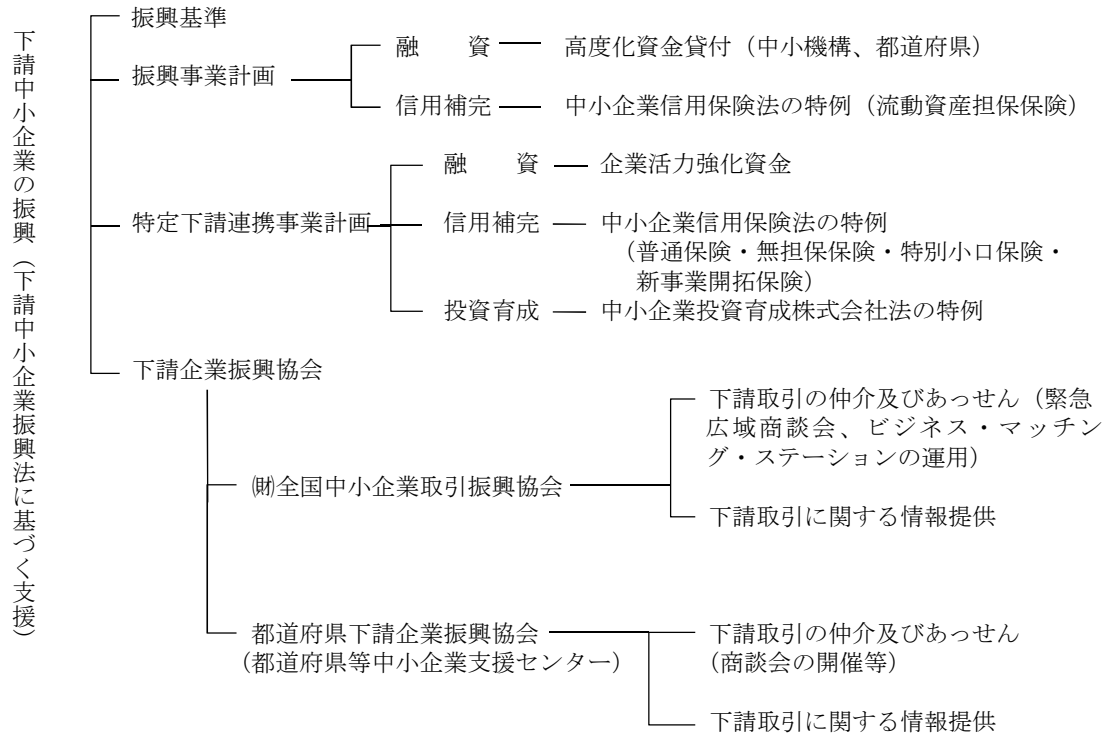 下請中小企業の振興（下請中小企業振興法に基づく支援）
振興基準
振興事業計画
融　　資
高度化資金貸付（中小機構、都道府県）
信用補完
中小企業信用保険法の特例（流動資産担保保険）
特定下請連携事業計画
融　　資
企業活力強化資金
信用補完
中小企業信用保険法の特例
（普通保険・無担保保険・特別小口保険・
新事業開拓保険）
投資育成
中小企業投資育成株式会社法の特例
下請企業振興協会
㈶全国中小企業取引振興協会
下請取引の仲介及びあっせん（緊急
広域商談会、ビジネス・マッチン
グ・ステーションの運用）
下請取引に関する情報提供
都道府県下請企業振興協会
（都道府県等中小企業支援センター）
下請取引の仲介及びあっせん
（商談会の開催等）
下請取引に関する情報提供